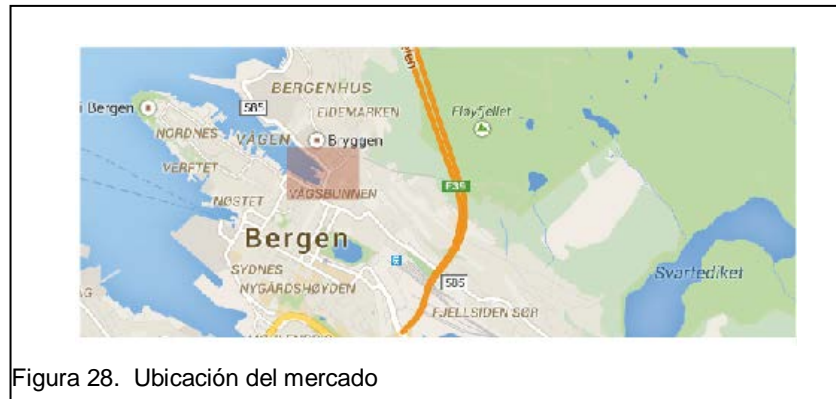 BERGENHUS
i Bergen
585
EIDEMARKEN
Fløyfjellet
NORDNES
VÅGEN
Bryggen
VERFTET
E39
VÅGSBUNNEN
NØSTET
Bergen
SYDNES
585
Svartediket
NYGÅRDSHØYDEN
FJELLSIDEN SØR
Figura 28. Ubicación del mercado